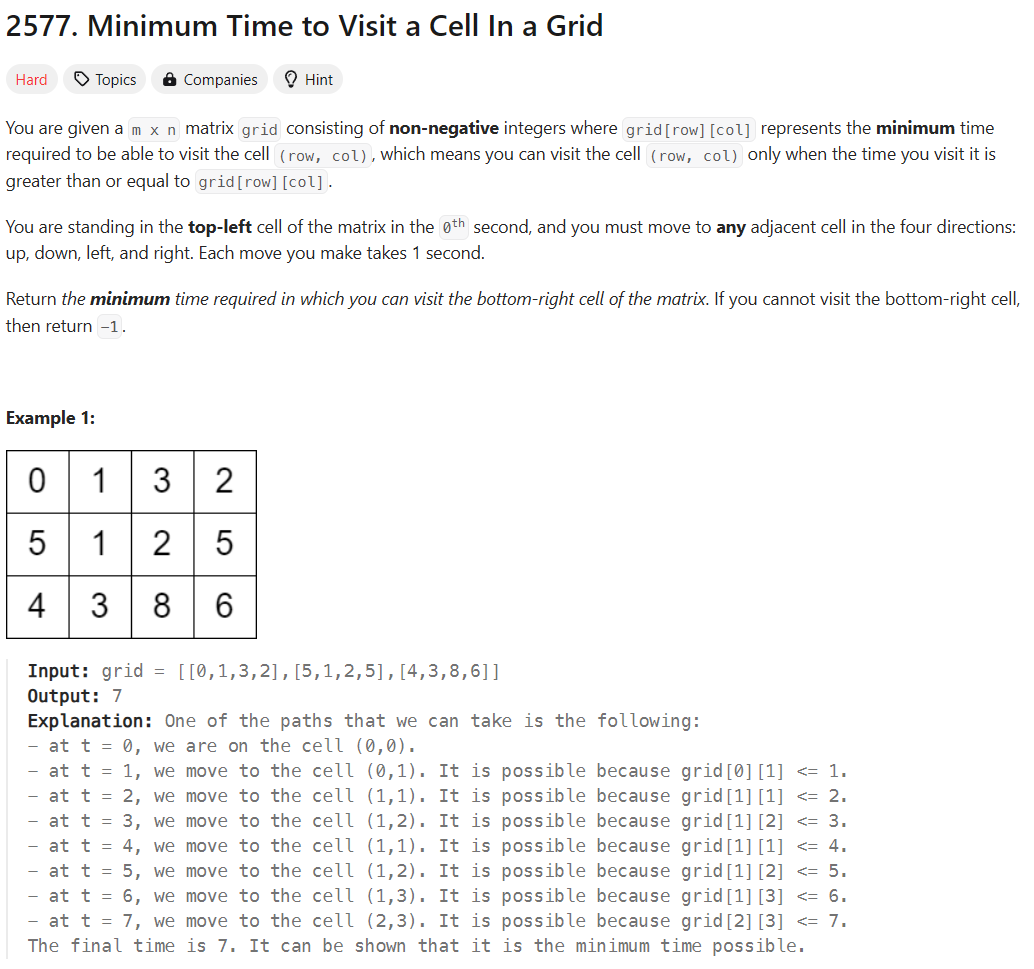 2577. Minimum Time to Visit a Cell In a Grid
Hard Topics Companies Hint
You are given a m x n matrix grid consisting of non-negative integers where grid[row][col] represents the minimum time
required to be able to visit the cell (row, col), which means you can visit the cell (row, col) only when the time you visit it is
greater than or equal to grid[row][col].
You are standing in the top-left cell of the matrix in the 0th second, and you must move to any adjacent cell in the four directions:
up, down, left, and right. Each move you make takes 1 second.
Return the minimum time required in which you can visit the bottom-right cell of the matrix. If you cannot visit the bottom-right cell,
then return -1.
Example 1:
0 1 3 2
5 1 2 5
4 3 8 6
Input: grid = [[0,1,3,2],[5,1,2,5],[4,3,8,6]]
Output: 7
Explanation: One of the paths that we can take is the following:
- at t = 0, we are on the cell (0,0).
- at t = 1, we move to the cell (0,1). It is possible because grid[0][1] <= 1.
- at t = 2, we move to the cell (1,1). It is possible because grid[1][1] <= 2.
- at t = 3, we move to the cell (1,2). It is possible because grid[1][2] <= 3.
- at t = 4, we move to the cell (1,1). It is possible because grid[1][1] <= 4.
- at t = 5, we move to the cell (1,2). It is possible because grid[1][2] <= 5.
- at t = 6, we move to the cell (1,3). It is possible because grid[1][3] <= 6.
- at t = 7, we move to the cell (2,3). It is possible because grid[2][3] <= 7.
The final time is 7. It can be shown that it is the minimum time possible.